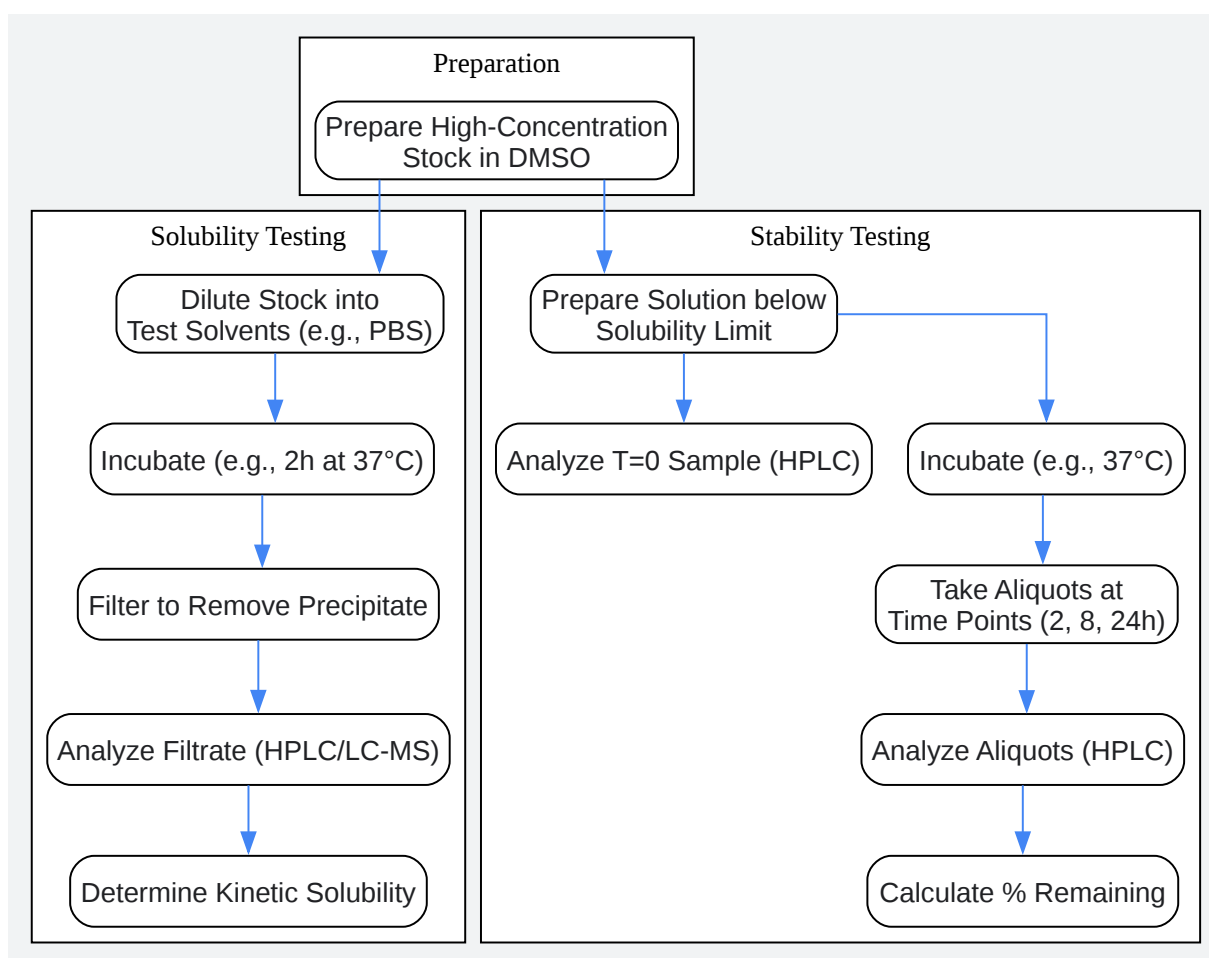 Preparation
Prepare High-Concentration
Stock in DMSO
Solubility Testing
Dilute Stock into
Test Solvents (e.g., PBS)
Incubate (e.g., 2h at 37°C)
Filter to Remove Precipitate
Analyze Filtrate (HPLC/LC-MS)
Determine Kinetic Solubility
Stability Testing
Prepare Solution below
Solubility Limit
Analyze T=0 Sample (HPLC)
Incubate (e.g., 37°C)
Take Aliquots at
Time Points (2, 8, 24h)
Analyze Aliquots (HPLC)
Calculate % Remaining